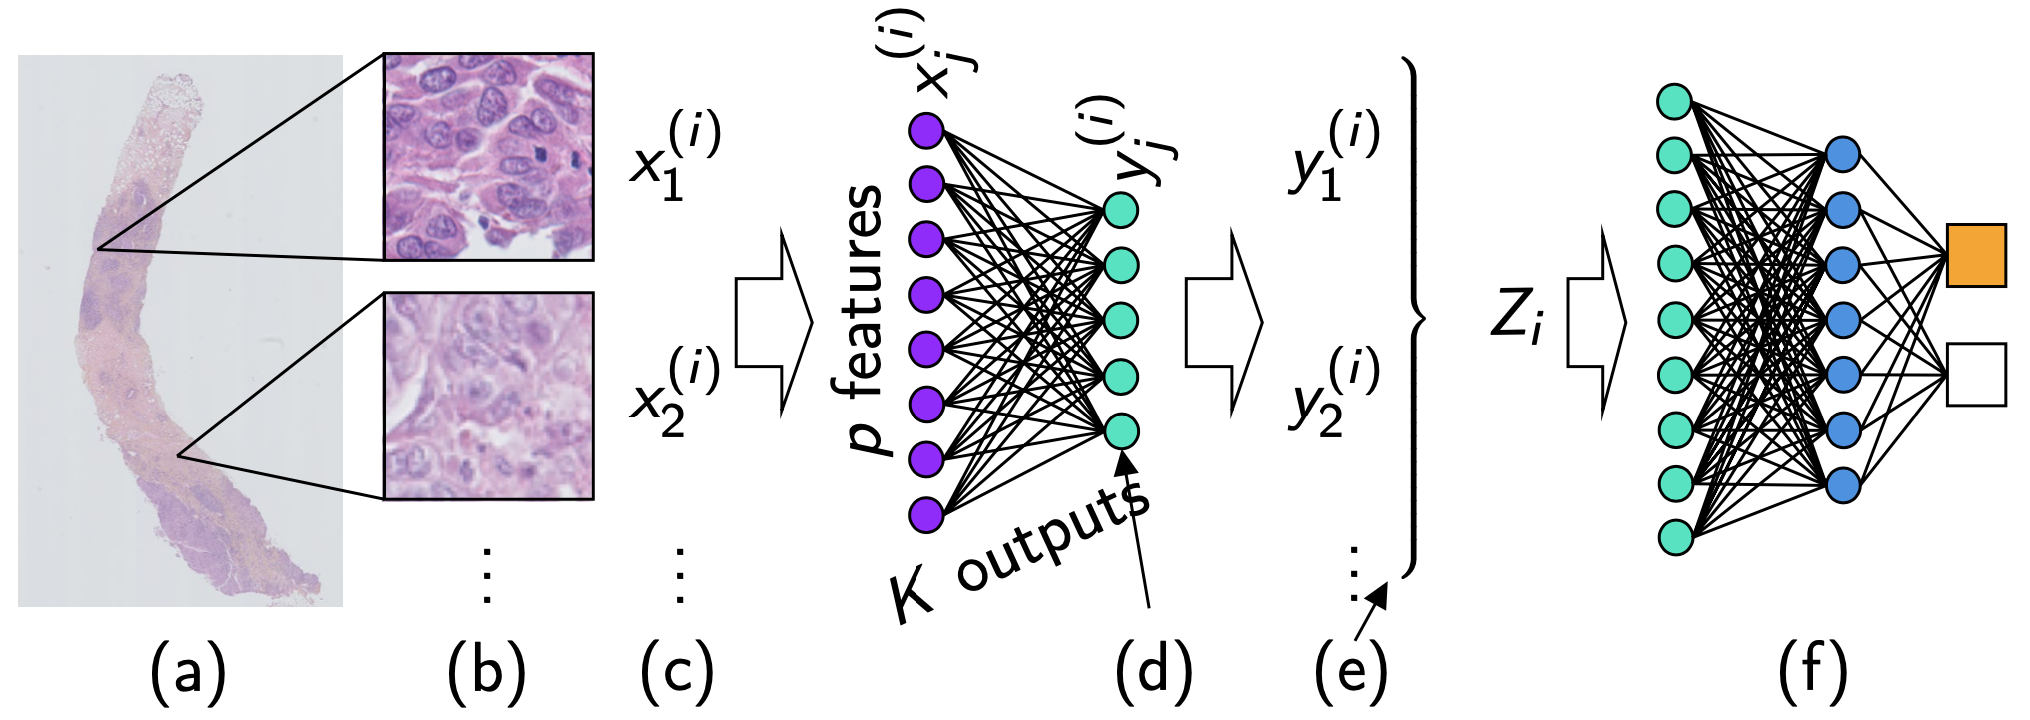 x_1^{(i)}
x_2^{(i)}
⋮
⋮
p features
x_j^{(i)}
y_j^{(i)}
K outputs
y_1^{(i)}
y_2^{(i)}
⋮
}
Z_i
(a)
(b)
(c)
(d)
(e)
(f)